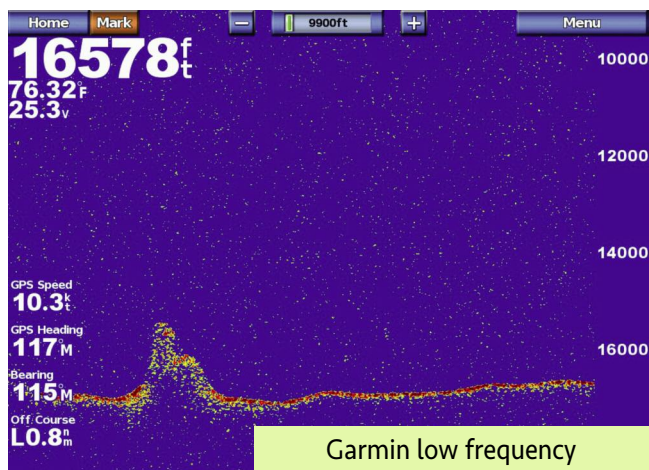 Home Mark − 9900ft + Menu
16578ft
76.32°F
25.3v
10000
12000
14000
GPS Speed
10.3kt
GPS Heading
117°M
16000
Bearing
115°M
Off Course
L0.8nm
Garmin low frequency